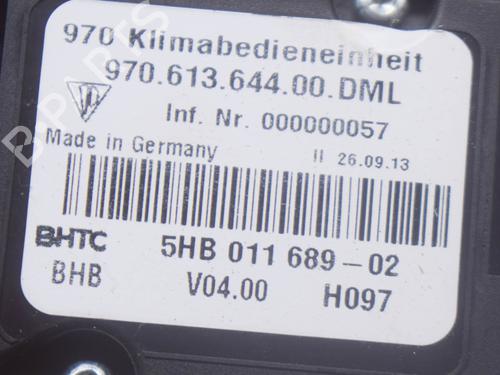 970 Klimabedieneinheit
970.613.644.00.DML
Inf. Nr. 000000057
Made in Germany II 26.09.13
BHTC 5HB 011 689-02
BHB V04.00 H097